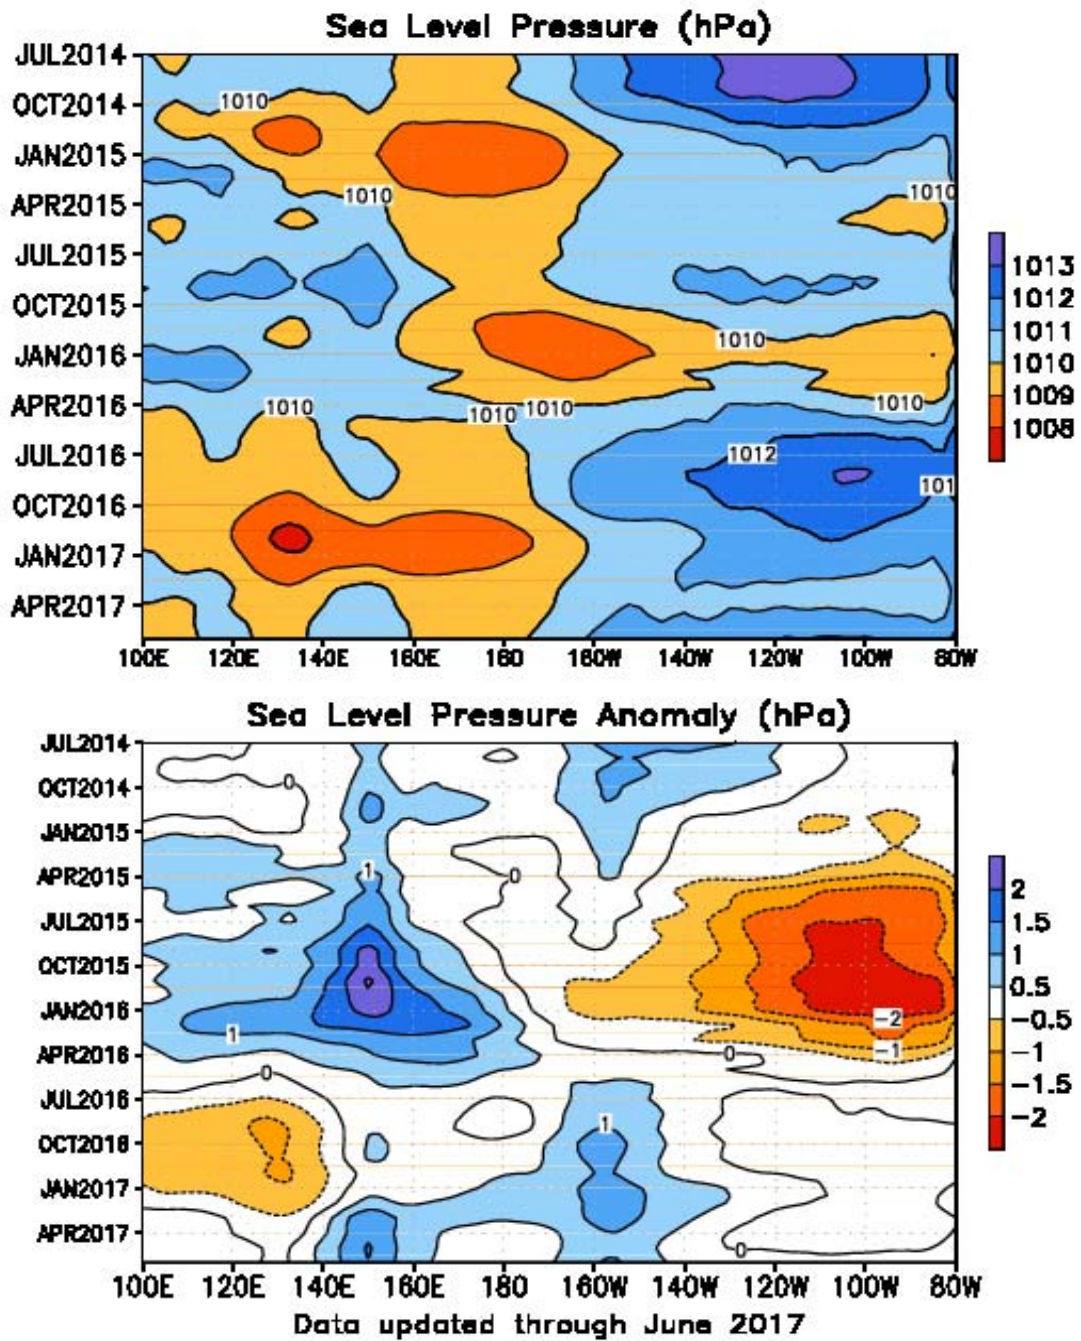 Sea Level Pressure (hPa)
JUL2014
OCT2014
JAN2015
APR2015
JUL2015
OCT2015
JAN2016
APR2016
JUL2016
OCT2016
JAN2017
APR2017
1010
1010
1010
1010
1010
1010
1010
1010
1012
101
100E 120E 140E 160E 180 160W 140W 120W 100W 80W
1013
1012
1011
1010
1009
1008
Sea Level Pressure Anomaly (hPa)
JUL2014
OCT2014
JAN2015
APR2015
JUL2015
OCT2015
JAN2016
APR2016
JUL2016
OCT2016
JAN2017
APR2017
0
1
0
1
-2
-1
0
0
1
0
100E 120E 140E 160E 180 160W 140W 120W 100W 80W
2
1.5
1
0.5
-0.5
-1
-1.5
-2
Data updated through June 2017